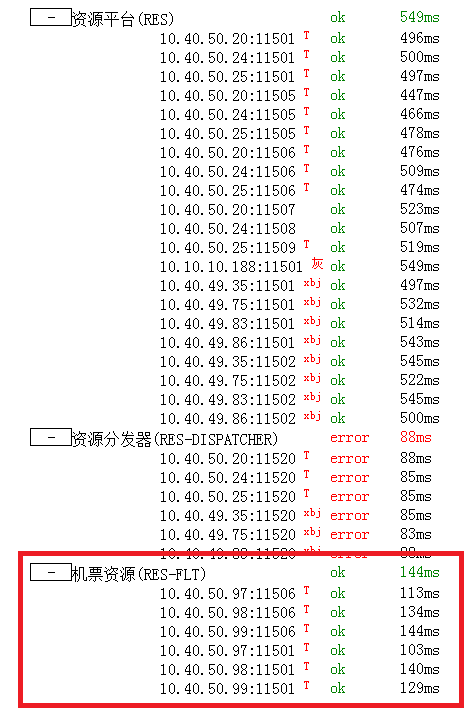 - 资源平台(RES) ok 549ms
10.40.50.20:11501 T ok 496ms
10.40.50.24:11501 T ok 500ms
10.40.50.25:11501 T ok 497ms
10.40.50.20:11505 T ok 447ms
10.40.50.24:11505 T ok 466ms
10.40.50.25:11505 T ok 478ms
10.40.50.20:11506 T ok 476ms
10.40.50.24:11506 T ok 509ms
10.40.50.25:11506 T ok 474ms
10.40.50.20:11507 ok 523ms
10.40.50.24:11508 ok 507ms
10.40.50.25:11509 T ok 519ms
10.10.10.188:11501 灰 ok 549ms
10.40.49.35:11501 xbj ok 497ms
10.40.49.75:11501 xbj ok 532ms
10.40.49.83:11501 xbj ok 514ms
10.40.49.86:11501 xbj ok 543ms
10.40.49.35:11502 xbj ok 545ms
10.40.49.75:11502 xbj ok 522ms
10.40.49.83:11502 xbj ok 545ms
10.40.49.86:11502 xbj ok 500ms
- 资源分发器(RES-DISPATCHER) error 88ms
10.40.50.20:11520 T error 88ms
10.40.50.24:11520 T error 85ms
10.40.50.25:11520 T error 85ms
10.40.49.35:11520 xbj error 85ms
10.40.49.75:11520 xbj error 83ms
xbj error 88ms
- 机票资源(RES-FLT) ok 144ms
10.40.50.97:11506 T ok 113ms
10.40.50.98:11506 T ok 134ms
10.40.50.99:11506 T ok 144ms
10.40.50.97:11501 T ok 103ms
10.40.50.98:11501 T ok 140ms
10.40.50.99:11501 T ok 129ms